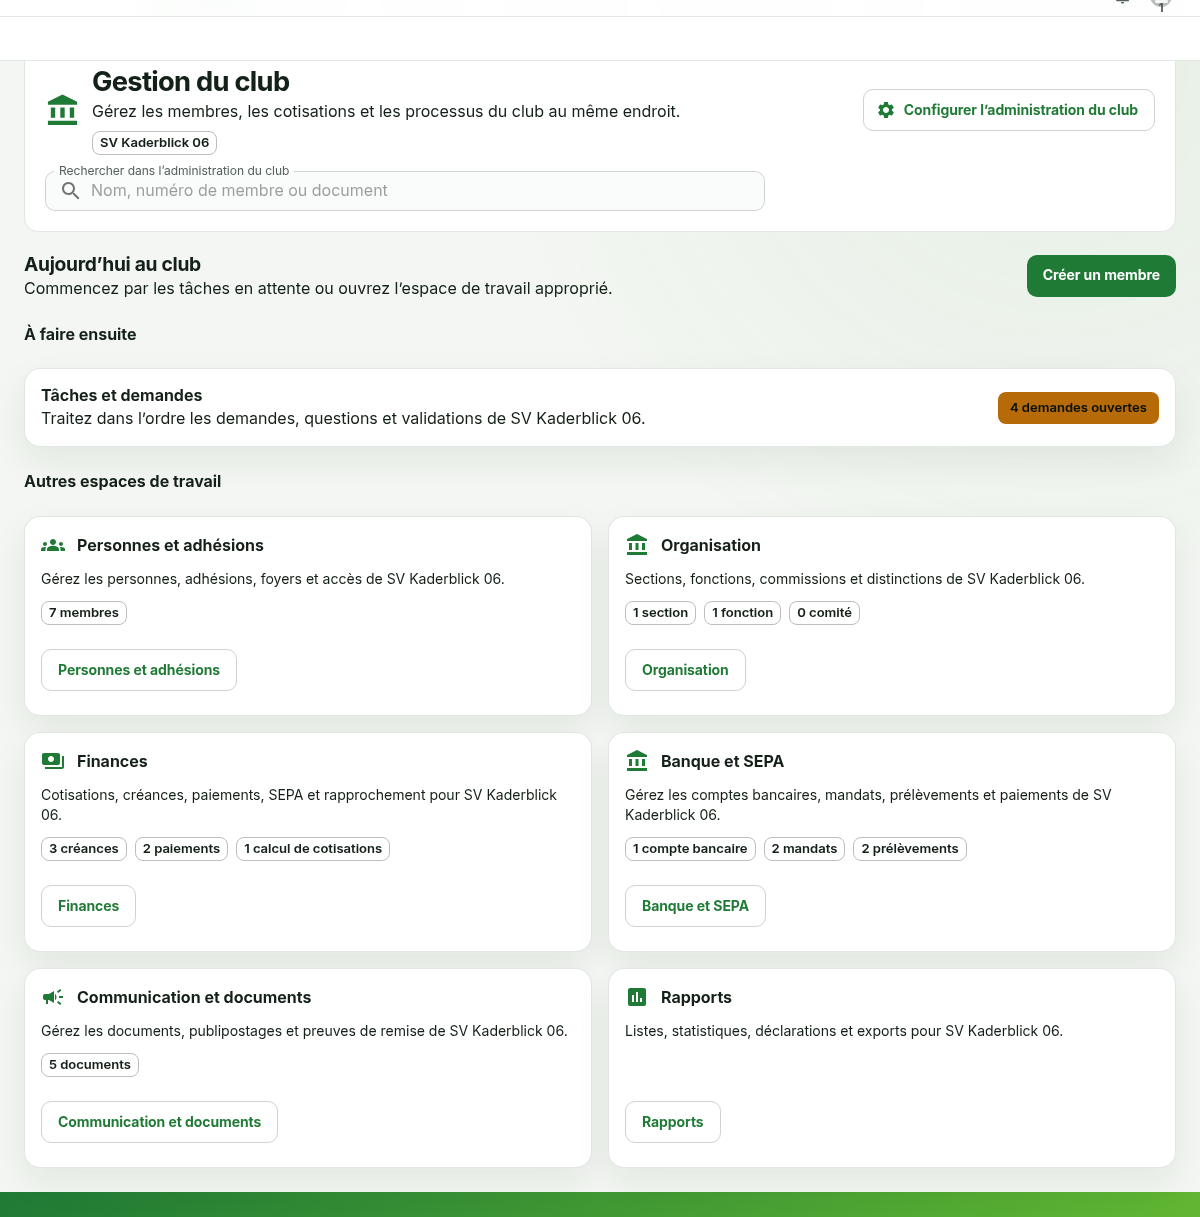 1
Gestion du club
Gérez les membres, les cotisations et les processus du club au même endroit.
SV Kaderblick 06
Configurer l’administration du club
Rechercher dans l’administration du club
Nom, numéro de membre ou document
Aujourd’hui au club
Commencez par les tâches en attente ou ouvrez l’espace de travail approprié.
Créer un membre
À faire ensuite
Tâches et demandes
Traitez dans l’ordre les demandes, questions et validations de SV Kaderblick 06.
4 demandes ouvertes
Autres espaces de travail
Personnes et adhésions
Gérez les personnes, adhésions, foyers et accès de SV Kaderblick 06.
7 membres
Personnes et adhésions
Organisation
Sections, fonctions, commissions et distinctions de SV Kaderblick 06.
1 section 1 fonction 0 comité
Organisation
Finances
Cotisations, créances, paiements, SEPA et rapprochement pour SV Kaderblick
06.
3 créances 2 paiements 1 calcul de cotisations
Finances
Banque et SEPA
Gérez les comptes bancaires, mandats, prélèvements et paiements de SV
Kaderblick 06.
1 compte bancaire 2 mandats 2 prélèvements
Banque et SEPA
Communication et documents
Gérez les documents, publipostages et preuves de remise de SV Kaderblick 06.
5 documents
Communication et documents
Rapports
Listes, statistiques, déclarations et exports pour SV Kaderblick 06.
Rapports